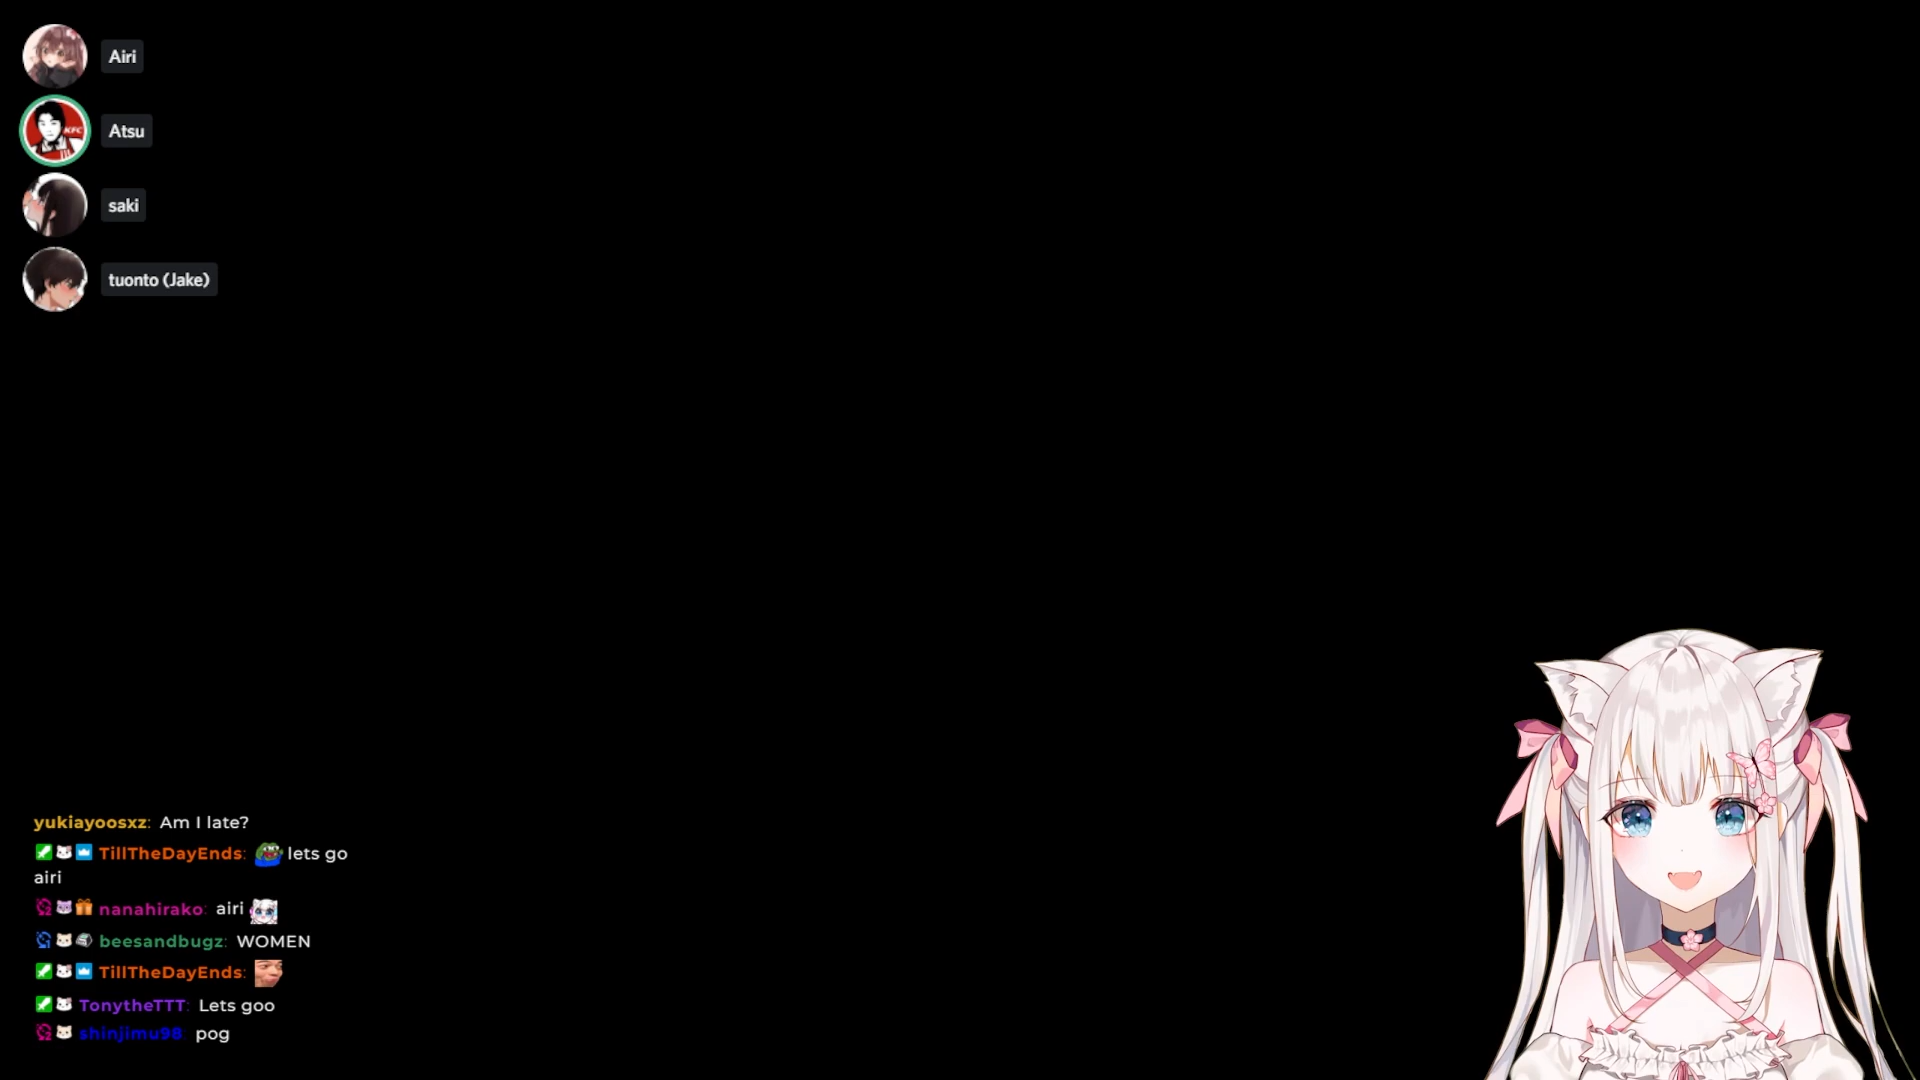 Airi
KFC
Atsu
saki
tuonto (Jake)
yukiayoosxz: Am I late?
TillTheDayEnds: lets go
airi
nanahirako: airi
beesandbugz: WOMEN
TillTheDayEnds:
TonytheTTT: Lets goo
shinjimu98: pog